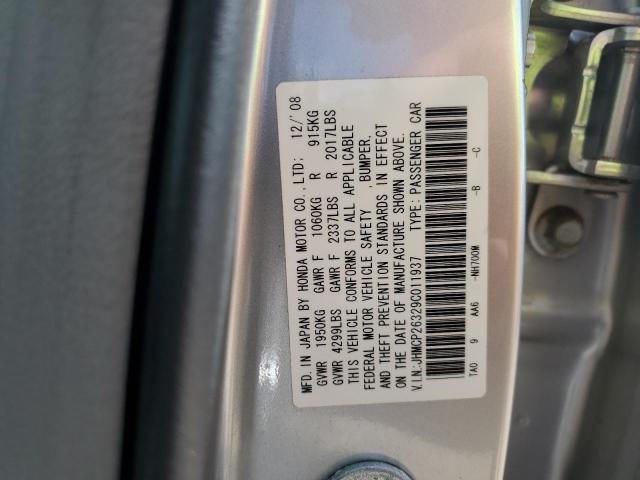 MFD. IN JAPAN BY HONDA MOTOR CO.,LTD; 12/'08
GVWR 1950KG GAWR F 1060KG R 915KG
GVWR 4299LBS GAWR F 2337LBS R 2017LBS
THIS VEHICLE CONFORMS TO ALL APPLICABLE
FEDERAL MOTOR VEHICLE SAFETY ,BUMPER,
AND THEFT PREVENTION STANDARDS IN EFFECT
ON THE DATE OF MANUFACTURE SHOWN ABOVE.
V.I.N:JHMCP26329C011937 TYPE: PASSENGER CAR
TA0 9 AA6 -NH700M -B -C